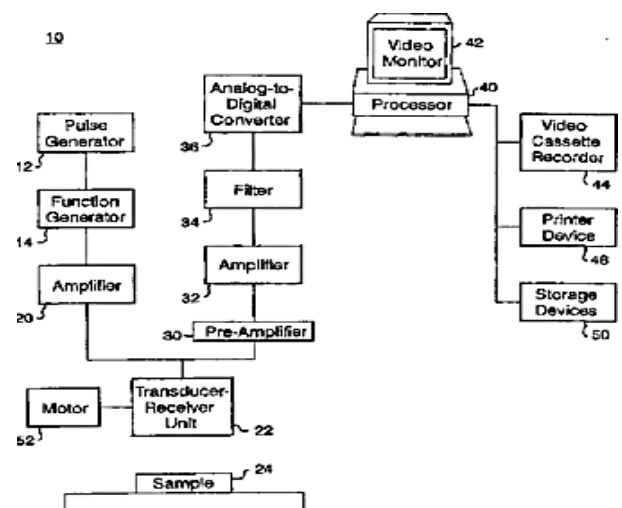 10
Video
Monitor
42
40
Processor
Analog-to-
Digital
Converter
36
Pulse
Generator
12
Video
Cassette
Recorder
44
Function
Generator
14
Filter
34
Printer
Device
48
Amplifier
20
Amplifier
32
Storage
Devices
50
30
Pre-Amplifier
Motor
52
Transducer-
Receiver
Unit
22
24
Sample